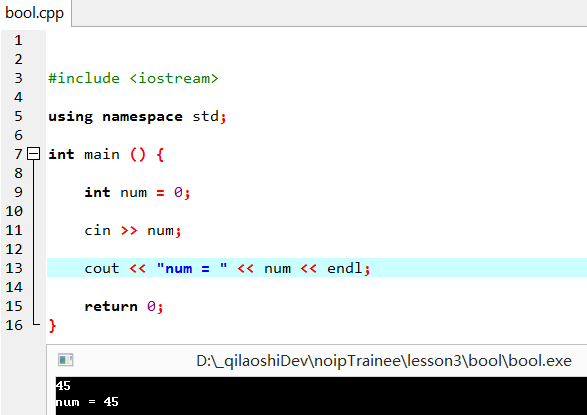 bool.cpp
1
2
3 #include <iostream>
4
5 using namespace std;
6
7 int main () {
8
9 int num = 0;
10
11 cin >> num;
12
13 cout << "num = " << num << endl;
14
15 return 0;
16 }
D:\_qilaoshiDev\noipTrainee\lesson3\bool\bool.exe
45
num = 45